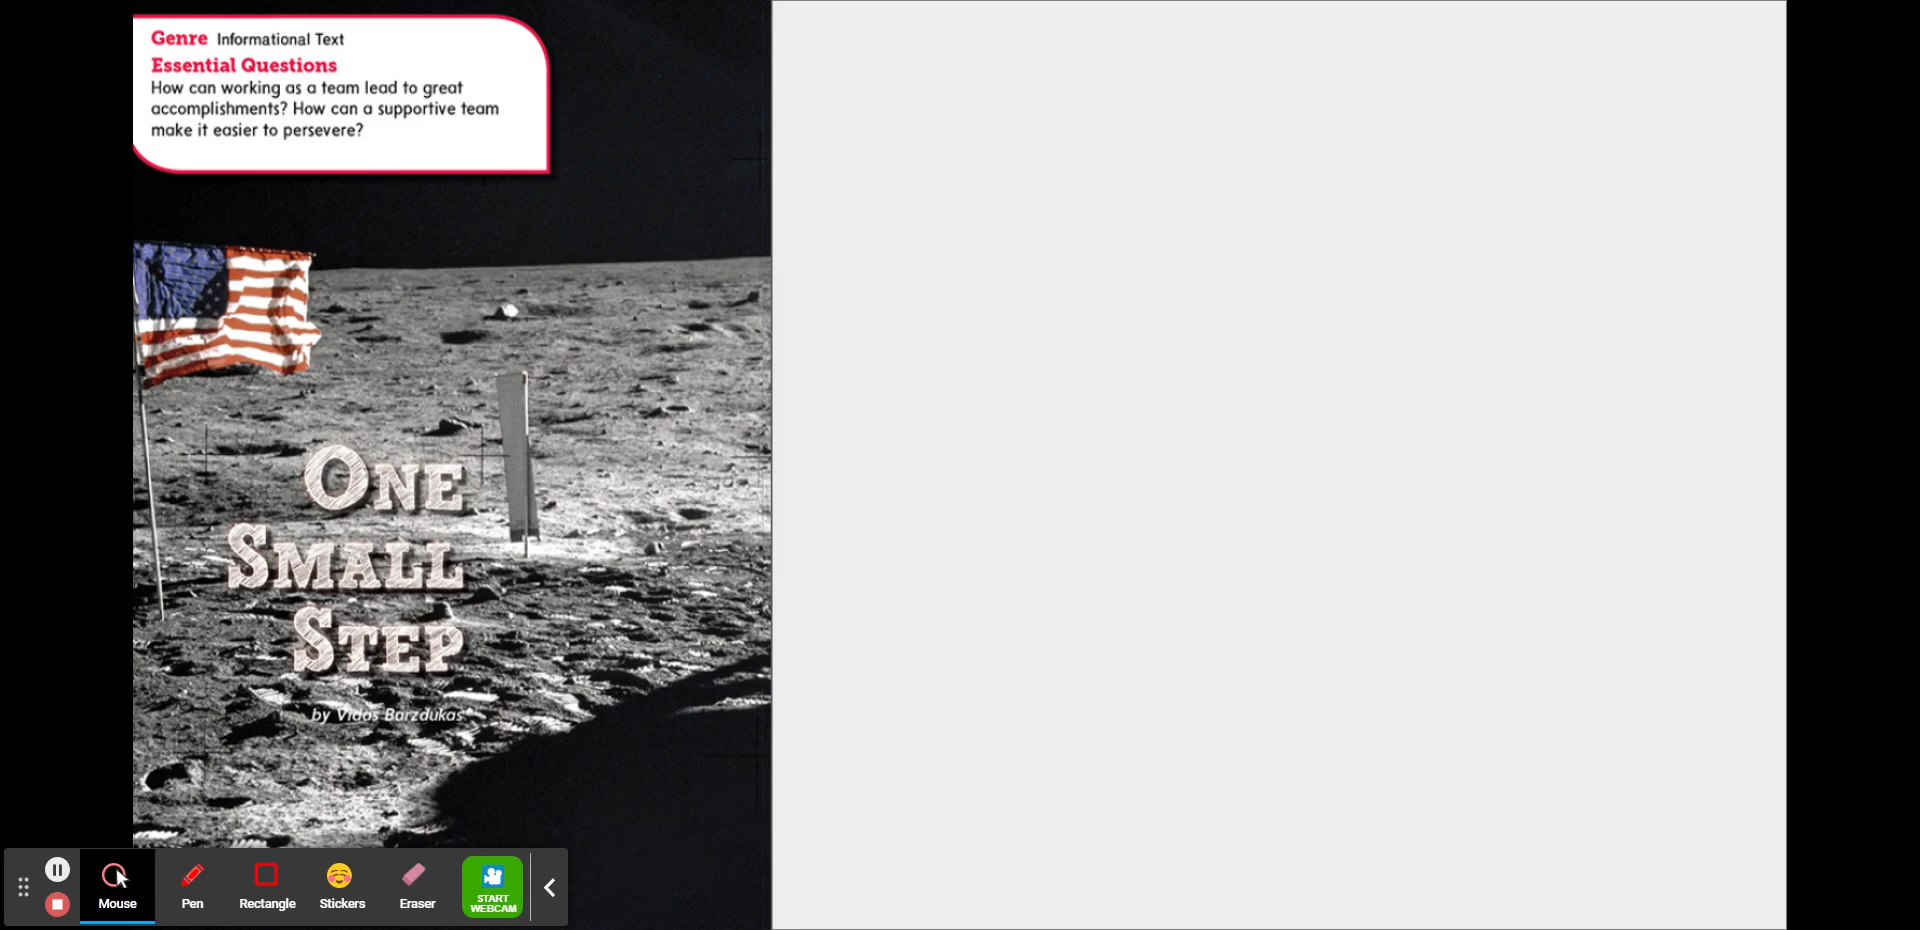 Genre Informational Text
Essential Questions
How can working as a team lead to great
accomplishments? How can a supportive team
make it easier to persevere?
ONE
SMALL
STEP
by Vidas Barzdukas
Mouse
Pen
Rectangle
Stickers
Eraser
START
WEBCAM